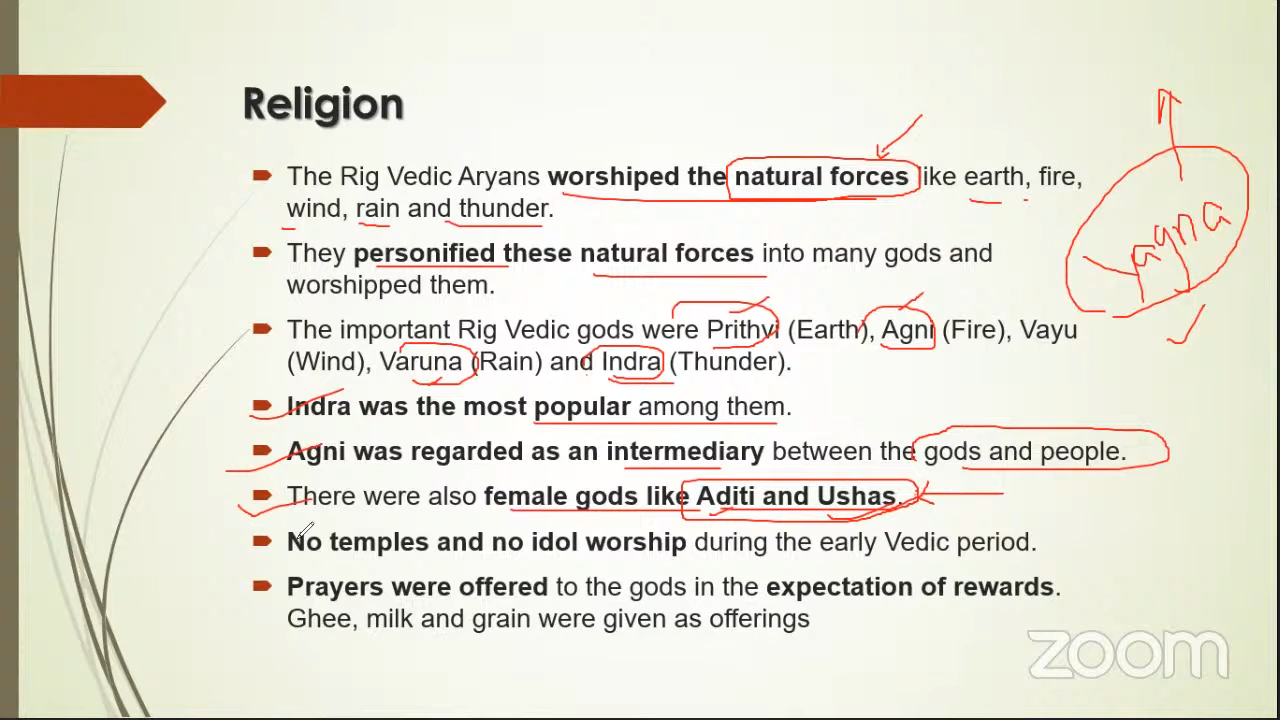 Religion
The Rig Vedic Aryans worshiped the natural forces like earth, fire,
wind, rain and thunder.
They personified these natural forces into many gods and
worshipped them.
The important Rig Vedic gods were Prithvi (Earth), Agni (Fire), Vayu
(Wind), Varuna (Rain) and Indra (Thunder).
Indra was the most popular among them.
Agni was regarded as an intermediary between the gods and people.
There were also female gods like Aditi and Ushas.
No temples and no idol worship during the early Vedic period.
Prayers were offered to the gods in the expectation of rewards.
Ghee, milk and grain were given as offerings
zoom